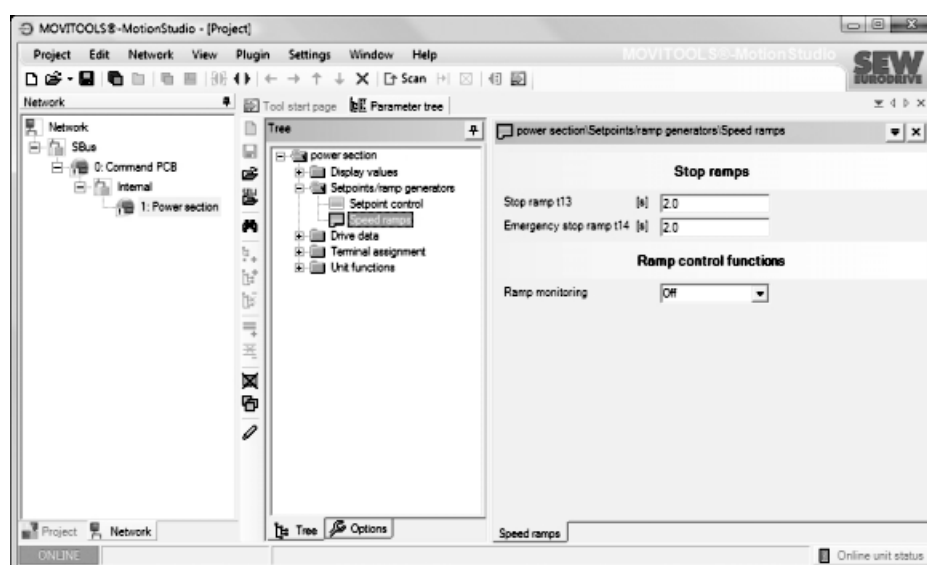 MOVITOOLS®-MotionStudio - [Project]
Project Edit Network View Plugin Settings Window Help
MOVITOOLS®-MotionStudio
SEW
EURODRIVE
Scan
Network
Tool start page Parameter tree
Network
SBus
0: Command PCB
Internal
1: Power section
Tree
power section
Display values
Setpoints/ramp generators
Setpoint control
Speed ramps
Drive data
Terminal assignment
Unit functions
power section\Setpoints/ramp generators\Speed ramps
Stop ramps
Stop ramp t13 [s] 2.0
Emergency stop ramp t14 [s] 2.0
Ramp control functions
Ramp monitoring Off
Project Network
Tree Options
Speed ramps
ONLINE
Online unit status